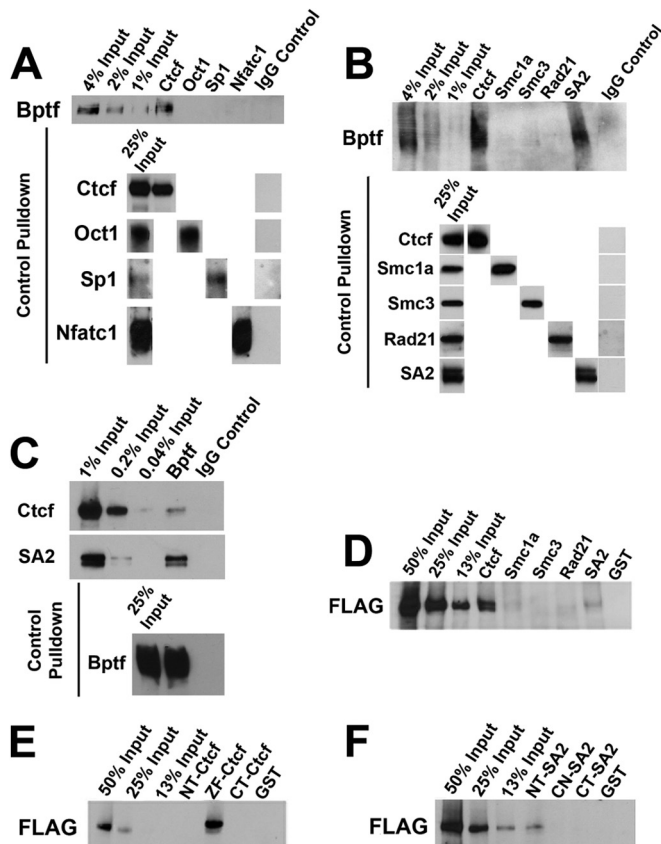 A
4% Input
2% Input
1% Input
Ctcf
Oct1
Sp1
Nfatc1
IgG Control
Bptf
Control Pulldown
25%
Input
Ctcf
Oct1
Sp1
Nfatc1
B
4% Input
2% Input
1% Input
Ctcf
Smc1a
Smc3
Rad21
SA2
IgG Control
Bptf
Control Pulldown
25%
Input
Ctcf
Smc1a
Smc3
Rad21
SA2
C
1% Input
0.2% Input
0.04% Input
Bptf
IgG Control
Ctcf
SA2
Control
Pulldown
25%
Input
Bptf
D
50% Input
25% Input
13% Input
Ctcf
Smc1a
Smc3
Rad21
SA2
GST
FLAG
E
50% Input
25% Input
13% Input
NT-Ctcf
ZF-Ctcf
CT-Ctcf
GST
FLAG
F
50% Input
25% Input
13% Input
NT-SA2
CN-SA2
CT-SA2
GST
FLAG